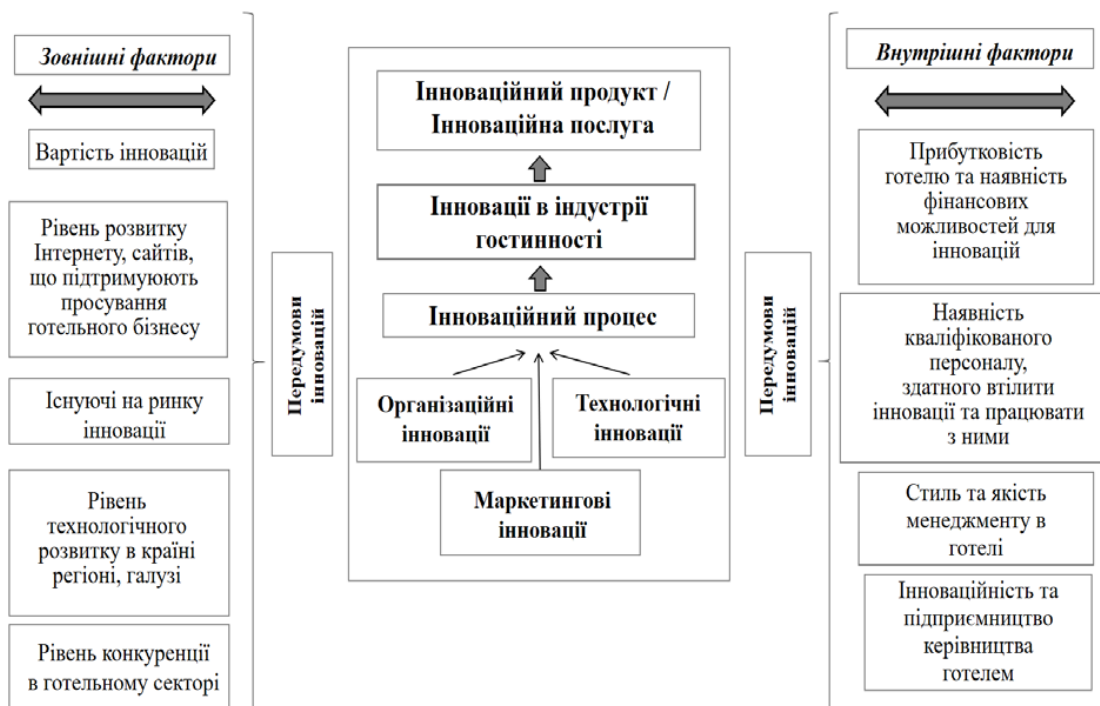 Зовнішні фактори
Вартість інновацій
Рівень розвитку
Інтернету, сайтів,
що підтримуюють
просування
готельного бізнесу
Існуючі на ринку
інновації
Рівень
технологічного
розвитку в країні
регіоні, галузі
Рівень конкуренції
в готельному секторі
Передумови
інновацій
Інноваційний продукт /
Інноваційна послуга
Інновації в індустрії
гостинності
Інноваційний процес
Організаційні
інновації
Технологічні
інновації
Маркетингові
інновації
Передумови
інновацій
Внутрішні фактори
Прибутковість
готелю та наявність
фінансових
можливостей для
інновацій
Наявність
кваліфікованого
персоналу,
здатного втілити
інновації та працювати
з ними
Стиль та якість
менеджменту в
готелі
Інноваційність та
підприємництво
керівництва
готелем